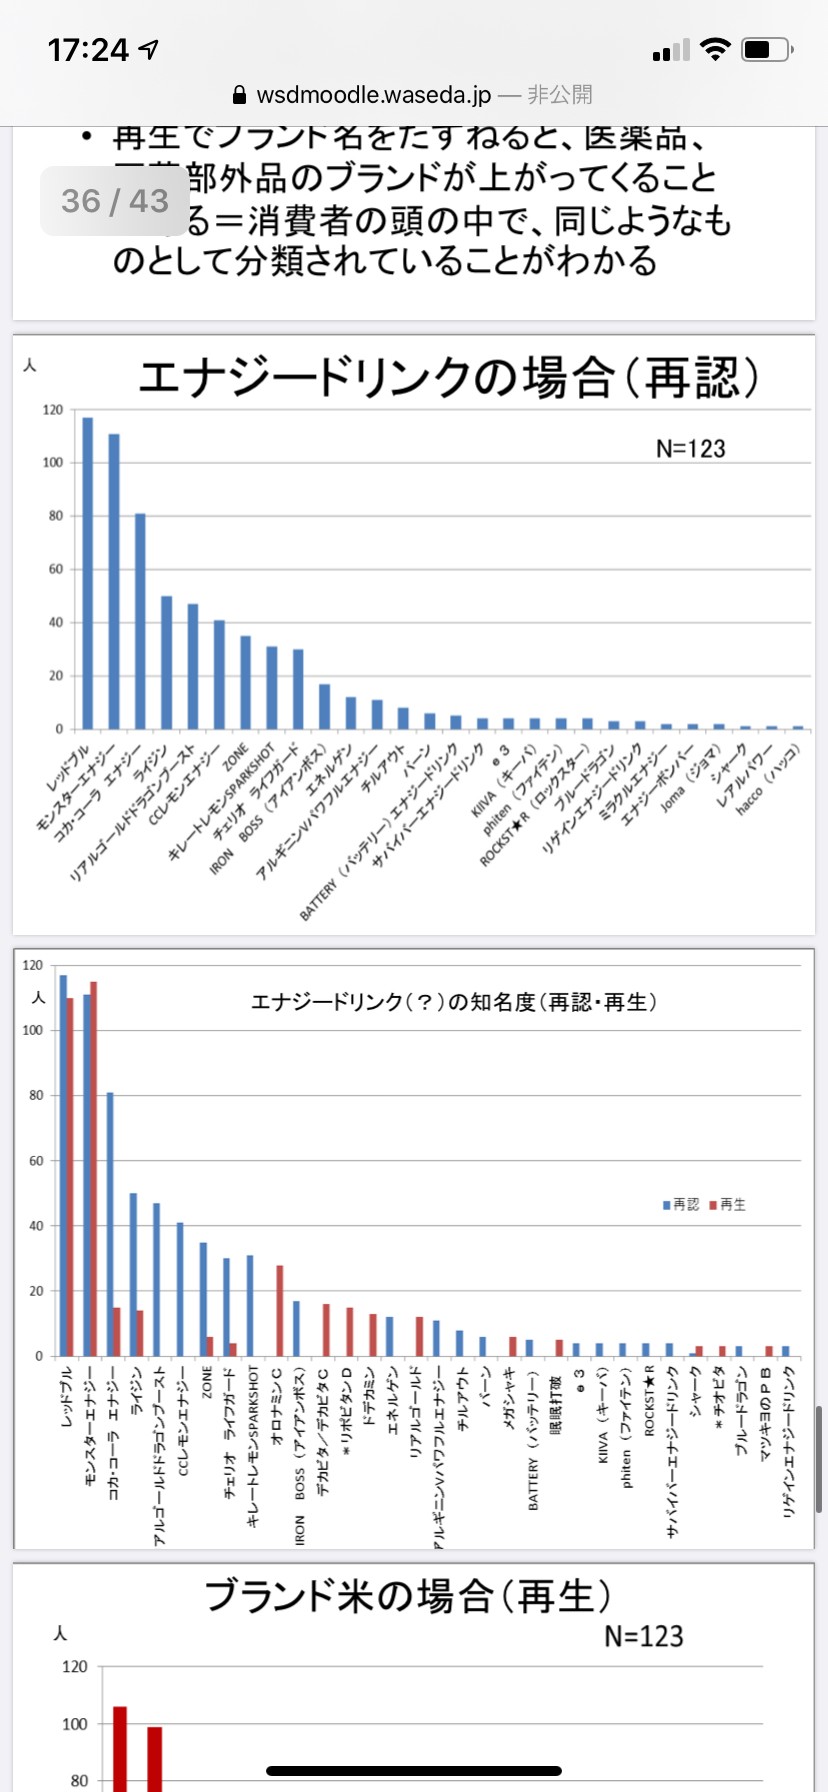 17:24
wsdmoodle.waseda.jp — 非公開
• 再生でブランド名をたずねると、医薬品、
部外品のブランドが上がってくること
36 / 43
る＝消費者の頭の中で、同じようなも
のとして分類されていることがわかる
人
エナジードリンクの場合（再認）
N=123
120
100
80
60
40
20
0
レッドブル
モンスターエナジー
コカ・コーラ エナジー
ライジン
リアルゴールドドラゴンブースト
CCレモンエナジー
ZONE
キレートレモンSPARKSHOT
チェリオ ライフガード
IRON BOSS（アイアンボス）
エネルゲン
アルギニンVパワフルエナジー
チルアウト
バーン
BATTERY（バッテリー）エナジードリンク
サバイバーエナジードリンク
e3
KIIVA（キーバ）
phiten（ファイテン）
ROCKST★R（ロックスター）
ブルードラゴン
リゲインエナジードリンク
ミラクルエナジー
エナジーボンバー
Joma（ジョマ）
シャーク
レアルパワー
hacco（ハッコ）
エナジードリンク（？）の知名度（再認・再生）
人
120
100
80
60
40
20
0
再認 再生
レッドブル
モンスターエナジー
コカ・コーラ エナジー
ライジン
アルゴールドドラゴンブースト
CCレモンエナジー
ZONE
チェリオ ライフガード
キレートレモンSPARKSHOT
オロナミンC
IRON BOSS（アイアンボス）
デカビタ／デカビタC
＊リポビタンD
ドデカミン
エネルゲン
リアルゴールド
アルギニンVパワフルエナジー
チルアウト
バーン
メガシャキ
BATTERY（バッテリー）
眠眠打破
e3
KIIVA（キーバ）
phiten（ファイテン）
ROCKST★R
サバイバーエナジードリンク
シャーク
＊チオビタ
ブルードラゴン
マツキヨのPB
リゲインエナジードリンク
ブランド米の場合（再生）
人
N=123
120
100
80